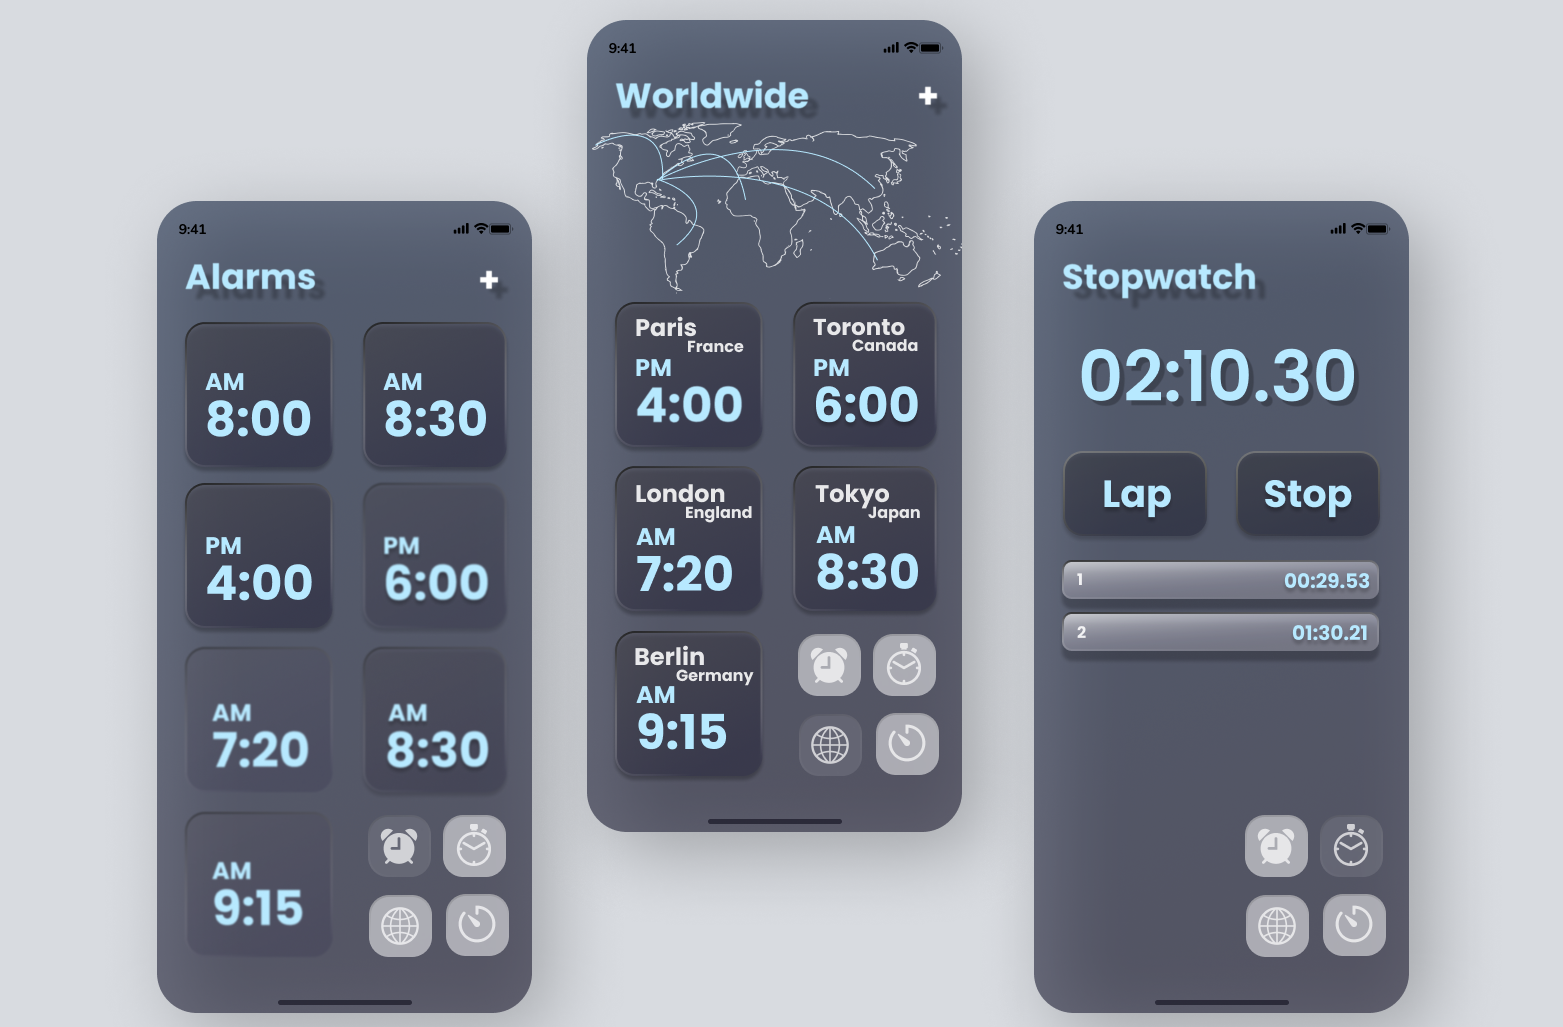 9:41
Alarms
AM
8:00
AM
8:30
PM
4:00
PM
6:00
AM
7:20
AM
8:30
AM
9:15
9:41
Worldwide
Paris
France
PM
4:00
Toronto
Canada
PM
6:00
London
England
AM
7:20
Tokyo
Japan
AM
8:30
Berlin
Germany
AM
9:15
9:41
Stopwatch
02:10.30
Lap
Stop
1 00:29.53
2 01:30.21